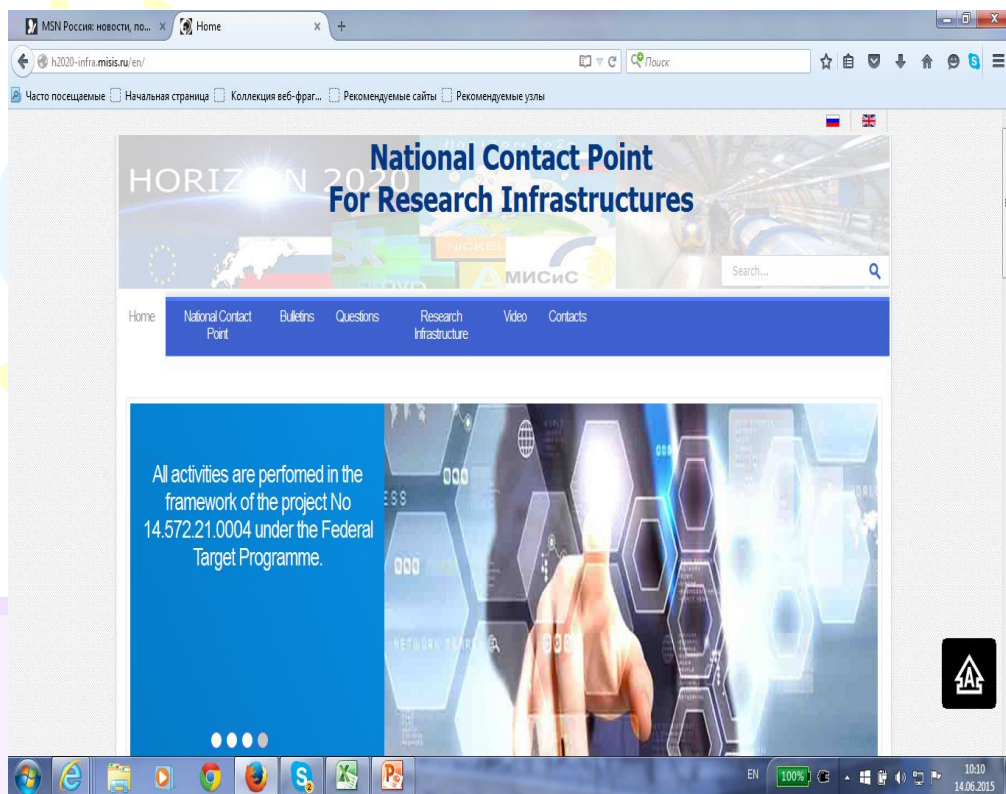 MSN Россия: новости, по...
Home
h2020-infra.misis.ru/en/
Поиск
Часто посещаемые
Начальная страница
Коллекция веб-фраг...
Рекомендуемые сайты
Рекомендуемые узлы
HORIZON 2020
National Contact Point
For Research Infrastructures
NICKEL
МИСиС
Search...
Home
National Contact
Point
Bulletins
Questions
Research
Infrastructure
Video
Contacts
All activities are perfomed in the
framework of the project No
14.572.21.0004 under the Federal
Target Programme.
EN
100%
10:10
14.06.2015